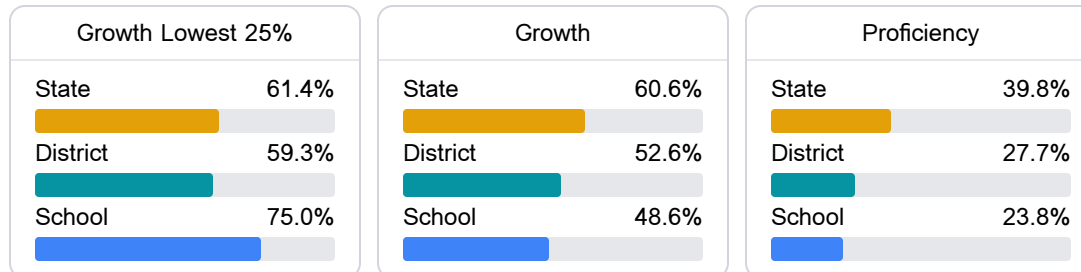 Growth Lowest 25%
State 61.4%
District 59.3%
School 75.0%
Growth
State 60.6%
District 52.6%
School 48.6%
Proficiency
State 39.8%
District 27.7%
School 23.8%